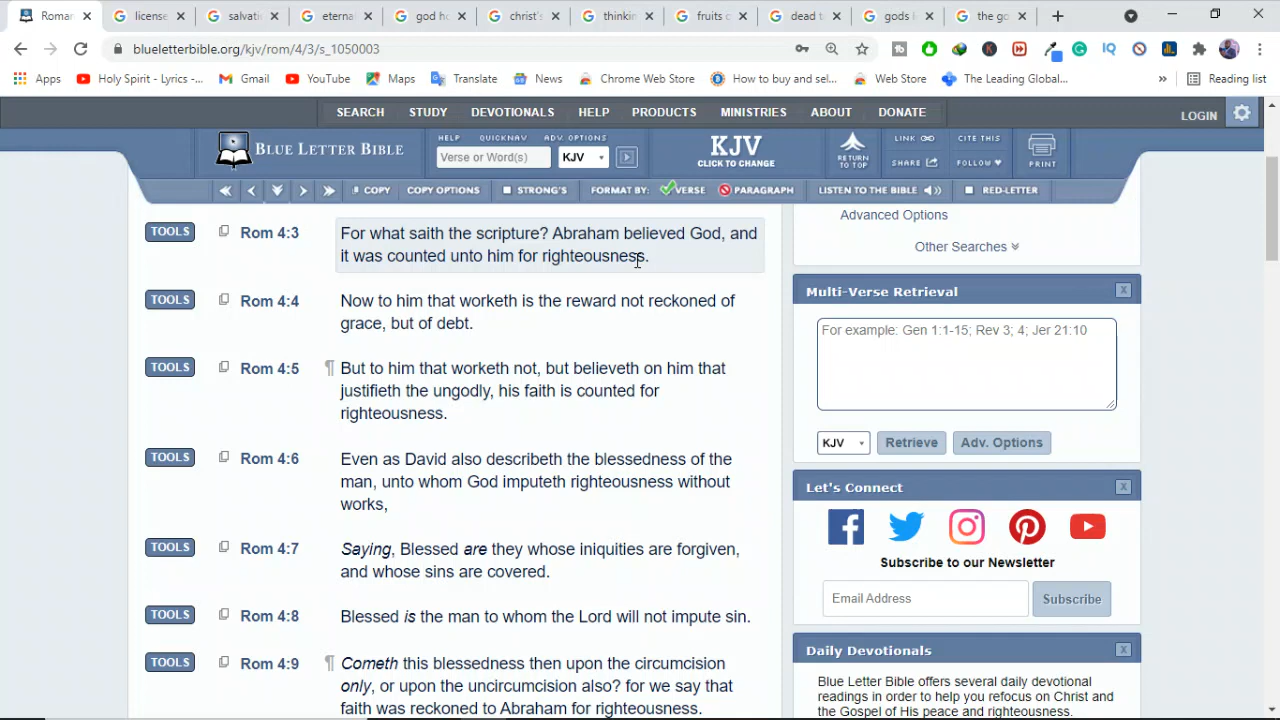 Roman
license
salvati
eterna
god ho
christ's
thinkin
fruits o
dead t
gods l
the go
blueletterbible.org/kjv/rom/4/3/s_1050003
Apps
Holy Spirit - Lyrics -...
Gmail
YouTube
Maps
Translate
News
Chrome Web Store
How to buy and sel...
Web Store
The Leading Global...
»
Reading list
SEARCH STUDY DEVOTIONALS HELP PRODUCTS MINISTRIES ABOUT DONATE
LOGIN
BLUE LETTER BIBLE
HELP QUICKNAV ADV. OPTIONS
Verse or Word(s) KJV
KJV
CLICK TO CHANGE
RETURN
TO TOP
LINK
SHARE
CITE THIS
FOLLOW
PRINT
COPY COPY OPTIONS STRONG'S FORMAT BY: VERSE PARAGRAPH LISTEN TO THE BIBLE RED-LETTER
TOOLS Rom 4:3 For what saith the scripture? Abraham believed God, and
it was counted unto him for righteousness.
TOOLS Rom 4:4 Now to him that worketh is the reward not reckoned of
grace, but of debt.
TOOLS Rom 4:5 ¶ But to him that worketh not, but believeth on him that
justifieth the ungodly, his faith is counted for
righteousness.
TOOLS Rom 4:6 Even as David also describeth the blessedness of the
man, unto whom God imputeth righteousness without
works,
TOOLS Rom 4:7 Saying, Blessed are they whose iniquities are forgiven,
and whose sins are covered.
TOOLS Rom 4:8 Blessed is the man to whom the Lord will not impute sin.
TOOLS Rom 4:9 ¶ Cometh this blessedness then upon the circumcision
only, or upon the uncircumcision also? for we say that
faith was reckoned to Abraham for righteousness.
Advanced Options
Other Searches
Multi-Verse Retrieval X
For example: Gen 1:1-15; Rev 3; 4; Jer 21:10
KJV Retrieve Adv. Options
Let's Connect X
Subscribe to our Newsletter
Email Address Subscribe
Daily Devotionals X
Blue Letter Bible offers several daily devotional
readings in order to help you refocus on Christ and
the Gospel of His peace and righteousness.